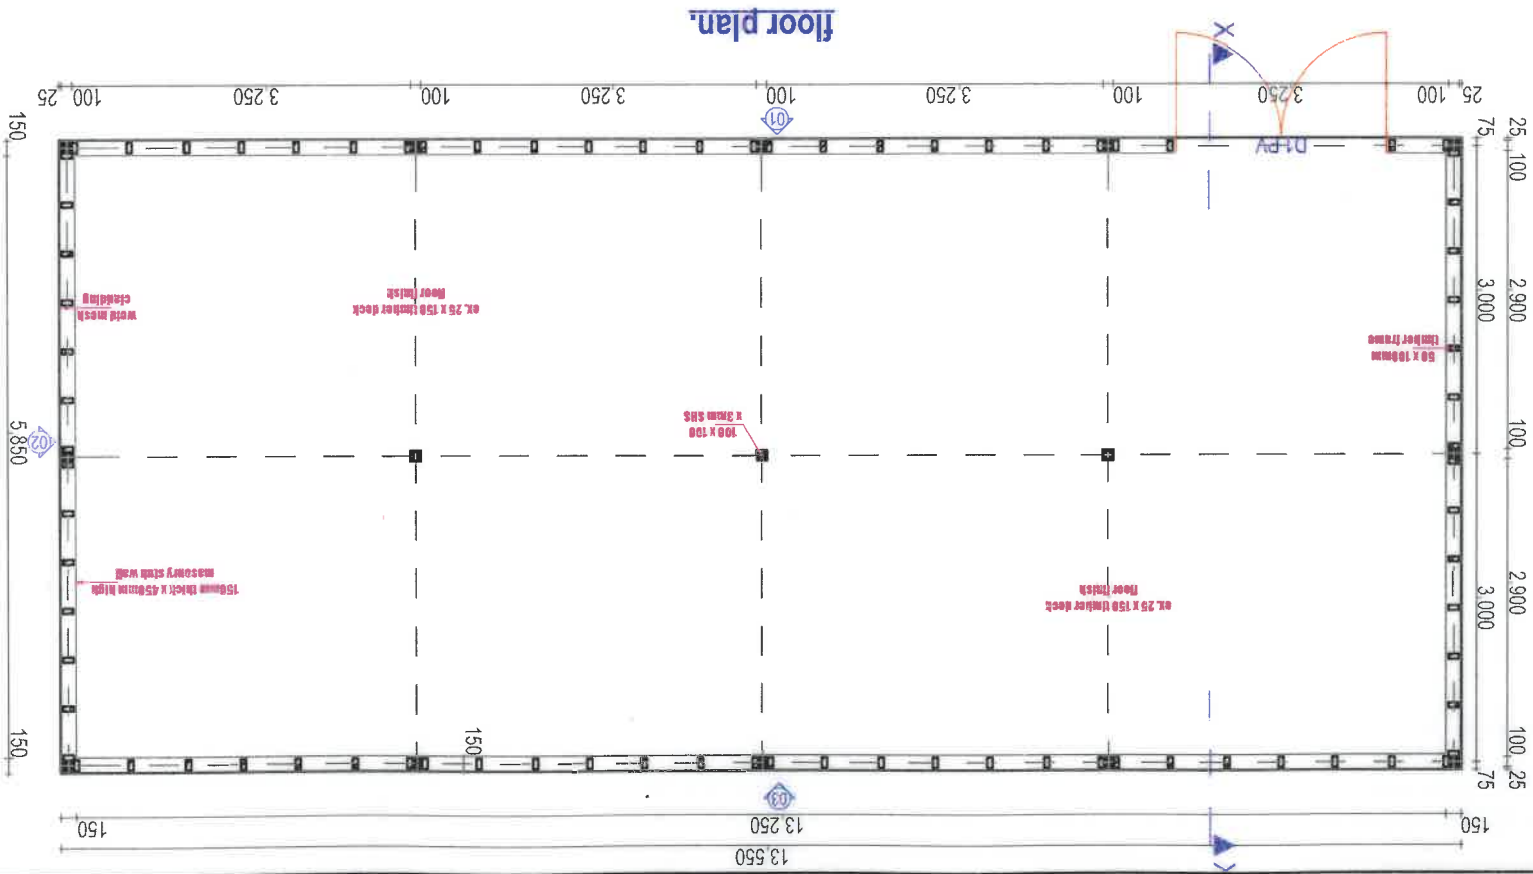 13.550
150 13.250 150
03
25
75
100
150
150
ex. 25 x 150 timber deck
floor finish
150mm thick x 450mm high
masonry stub wall
2.900
3.000
100
100 x 100
x 3mm SHS
02
5.850
50 x 100mm
timber frame
ex. 25 x 150 timber deck
floor finish
weld mesh
cladding
2.900
3.000
100
25
75
150
D1-PV
01
25 100 3.250 100 3.250 100 3.250 100 3.250 100 25
X
floor plan.